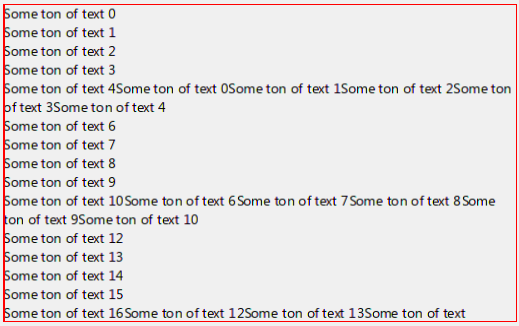 Some ton of text 0
Some ton of text 1
Some ton of text 2
Some ton of text 3
Some ton of text 4Some ton of text 0Some ton of text 1Some ton of text 2Some ton
of text 3Some ton of text 4
Some ton of text 6
Some ton of text 7
Some ton of text 8
Some ton of text 9
Some ton of text 10Some ton of text 6Some ton of text 7Some ton of text 8Some
ton of text 9Some ton of text 10
Some ton of text 12
Some ton of text 13
Some ton of text 14
Some ton of text 15
Some ton of text 16Some ton of text 12Some ton of text 13Some ton of text